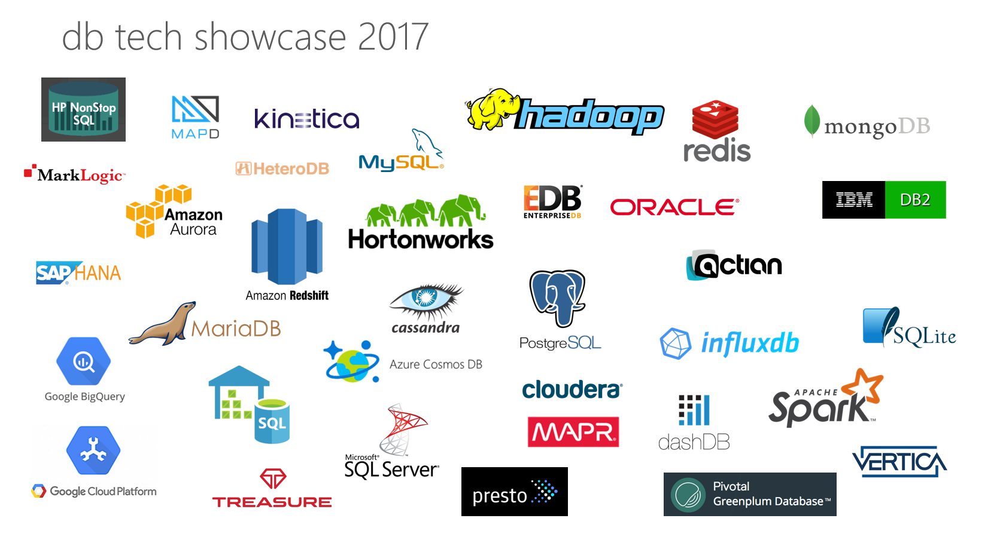 db tech showcase 2017
HP NonStop
SQL
MAPD
kinetica
hadoop
redis
mongoDB
MySQL®
MarkLogic™
HeteroDB
Amazon
Aurora
EDB®
ENTERPRISEDB
ORACLE®
IBM DB2
Hortonworks
SAP® HANA
Amazon Redshift
actian
cassandra
MariaDB
PostgreSQL
influxdb
SQLite
Google BigQuery
Azure Cosmos DB
SQL
cloudera®
APACHE
Spark™
MAPR®
dashDB
Microsoft®
SQL Server®
VERTICA
Google Cloud Platform
TREASURE
presto
Pivotal
Greenplum Database™